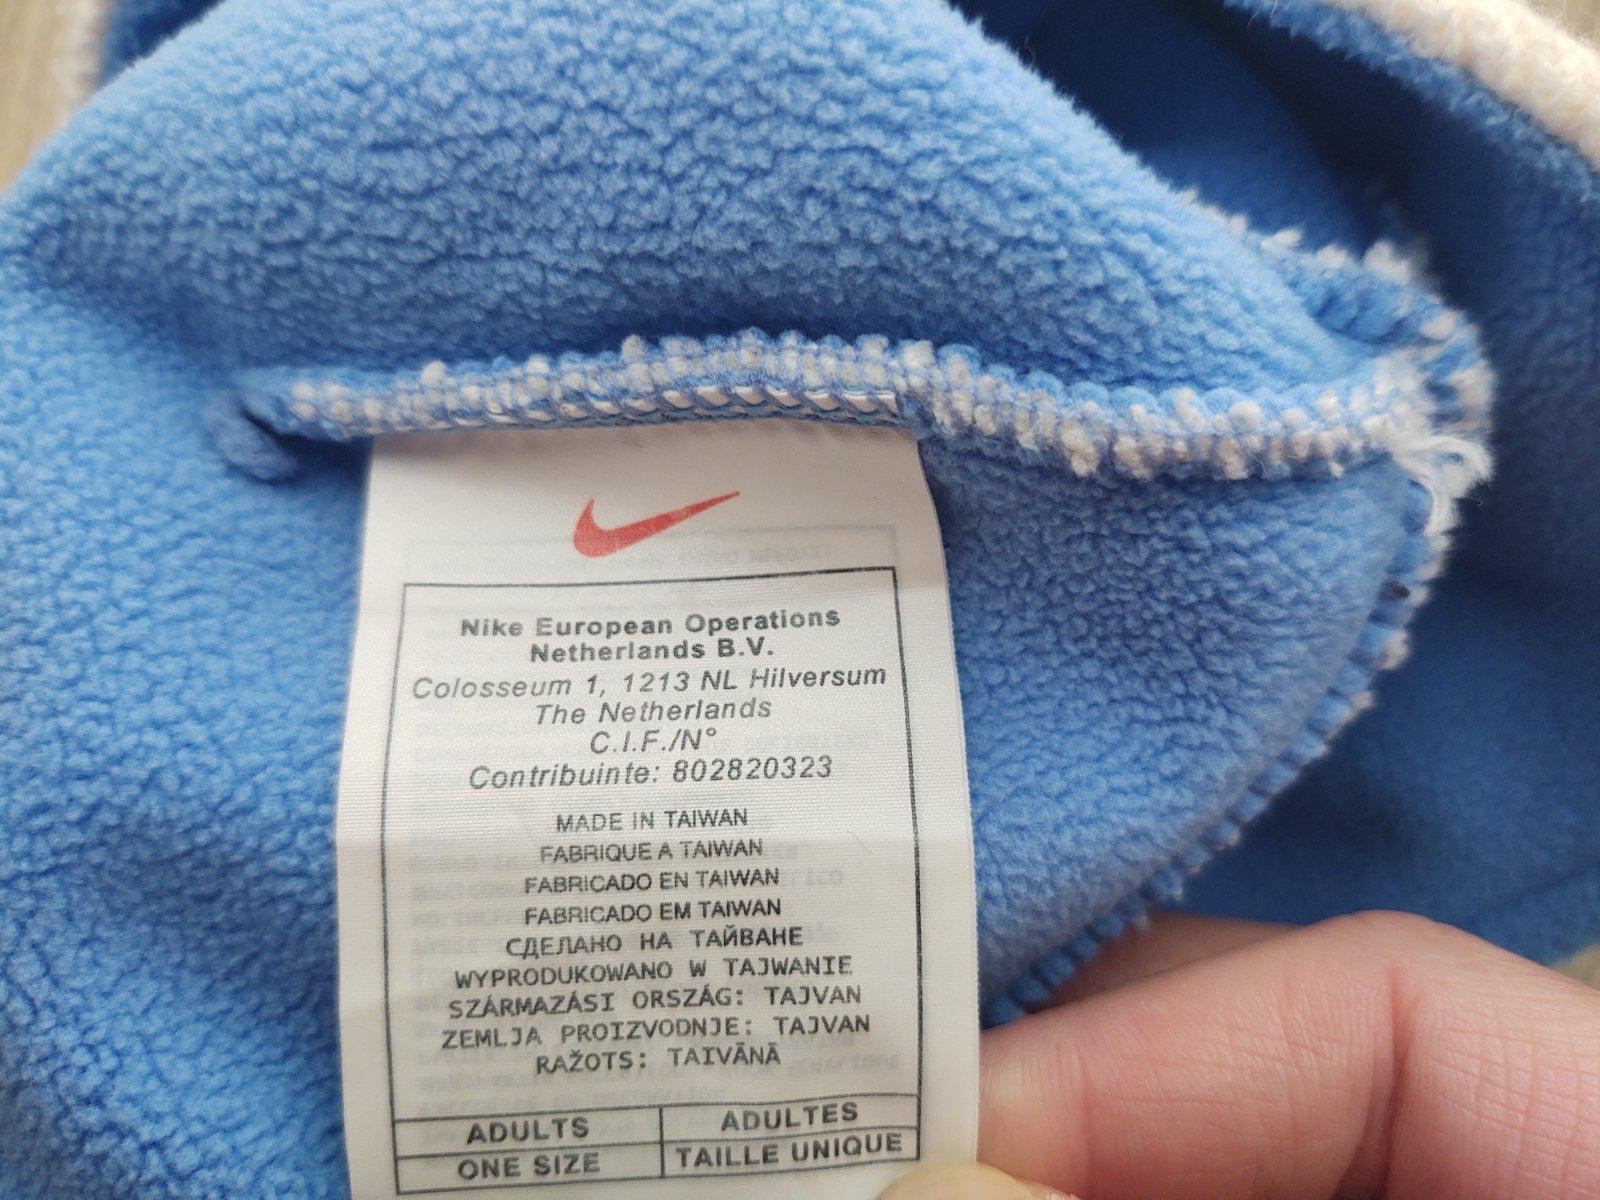 Nike European Operations
Netherlands B.V.
Colosseum 1, 1213 NL Hilversum
The Netherlands
C.I.F./N°
Contribuinte: 802820323
MADE IN TAIWAN
FABRIQUE A TAIWAN
FABRICADO EN TAIWAN
FABRICADO EM TAIWAN
СДЕЛАНО НА ТАЙВАНЕ
WYPRODUKOWANO W TAJWANIE
SZÁRMAZÁSI ORSZÁG: TAJVAN
ZEMLJA PROIZVODNJE: TAJVAN
RAŽOTS: TAIVĀNĀ
ADULTS ADULTES
ONE SIZE TAILLE UNIQUE